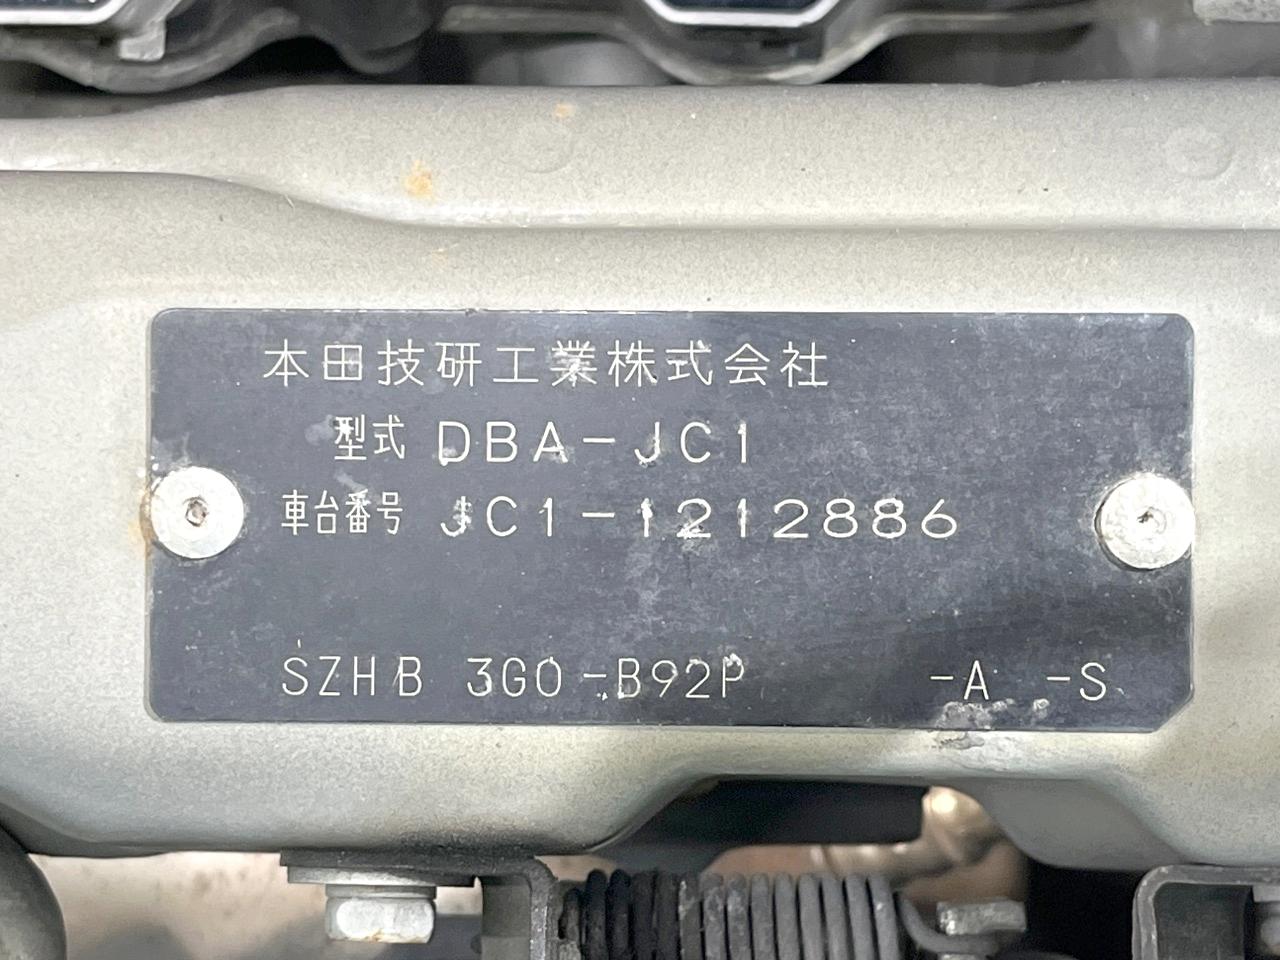 本田技研工業株式会社
型式 DBA-JC1
車台番号 JC1-1212886
SZHB 3G0-B92P -A -S